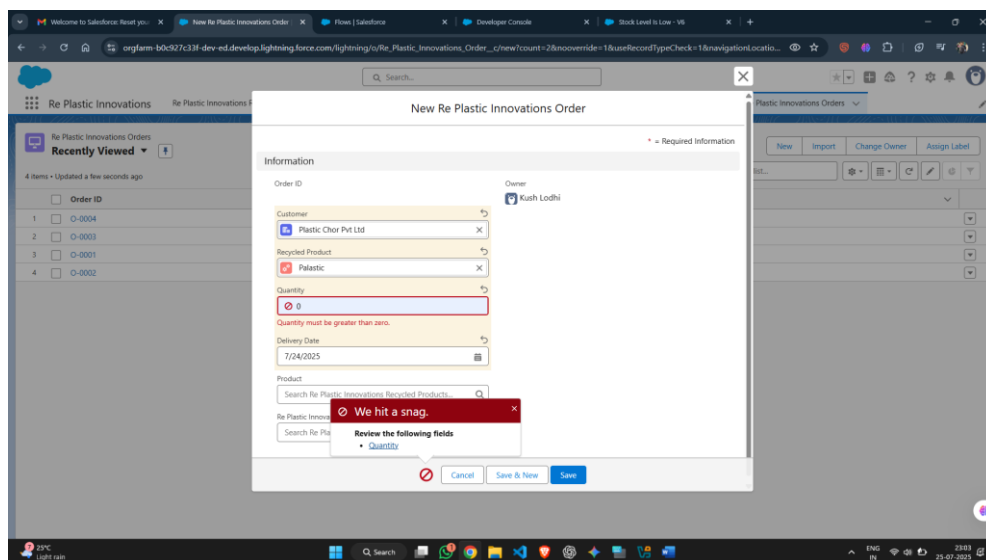 Welcome to Salesforce: Reset you
New Re Plastic Innovations Order
Flows | Salesforce
Developer Console
Stock Level is Low - V6
orgfarm-b0c927c33f-dev-ed.develop.lightning.force.com/lightning/o/Re_Plastic_Innovations_Order__c/new?count=2&nooverride=1&useRecordTypeCheck=1&navigationLocatio...
Search...
Re Plastic Innovations
Re Plastic Innovations R
Plastic Innovations Orders
New Re Plastic Innovations Order
Re Plastic Innovations Orders
Recently Viewed
New
Import
Change Owner
Assign Label
4 items • Updated a few seconds ago
list...
Order ID
1 O-0004
2 O-0003
3 O-0001
4 O-0002
* = Required Information
Information
Order ID
Owner
Kush Lodhi
Customer
Plastic Chor Pvt Ltd
Recycled Product
Palastic
Quantity
0
Quantity must be greater than zero.
Delivery Date
7/24/2025
Product
Search Re Plastic Innovations Recycled Products...
Re Plastic Innova
Search Re Pla
We hit a snag.
Review the following fields
• Quantity
Cancel
Save & New
Save
25°C
Light rain
Search
ENG
IN
23:03
25-07-2025